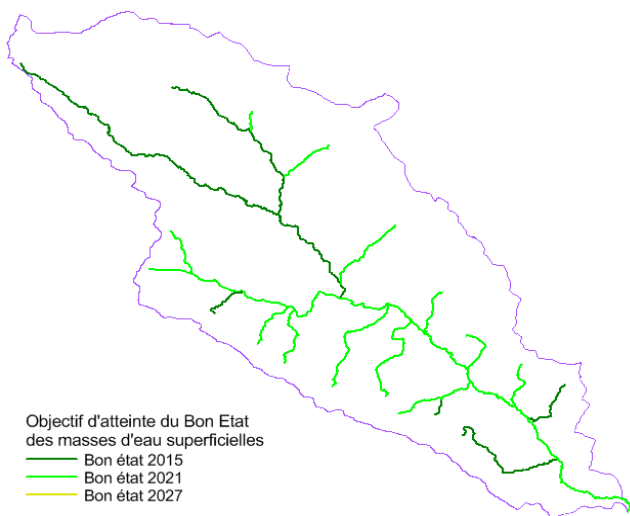 Objectif d'atteinte du Bon Etat
des masses d'eau superficielles
Bon état 2015
Bon état 2021
Bon état 2027